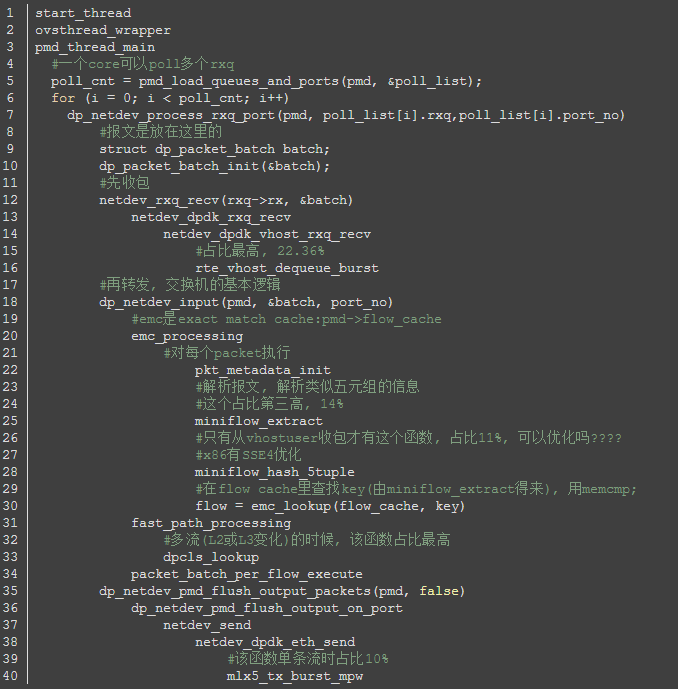 1 start_thread
2 ovsthread_wrapper
3 pmd_thread_main
4 #一个core可以poll多个rxq
5 poll_cnt = pmd_load_queues_and_ports(pmd, &poll_list);
6 for (i = 0; i < poll_cnt; i++)
7 dp_netdev_process_rxq_port(pmd, poll_list[i].rxq,poll_list[i].port_no)
8 #报文是放在这里的
9 struct dp_packet_batch batch;
10 dp_packet_batch_init(&batch);
11 #先收包
12 netdev_rxq_recv(rxq->rx, &batch)
13 netdev_dpdk_rxq_recv
14 netdev_dpdk_vhost_rxq_recv
15 #占比最高, 22.36%
16 rte_vhost_dequeue_burst
17 #再转发, 交换机的基本逻辑
18 dp_netdev_input(pmd, &batch, port_no)
19 #emc是exact match cache:pmd->flow_cache
20 emc_processing
21 #对每个packet执行
22 pkt_metadata_init
23 #解析报文, 解析类似五元组的信息
24 #这个占比第三高, 14%
25 miniflow_extract
26 #只有从vhostuser收包才有这个函数, 占比11%, 可以优化吗????
27 #x86有SSE4优化
28 miniflow_hash_5tuple
29 #在flow cache里查找key(由miniflow_extract得来), 用memcmp;
30 flow = emc_lookup(flow_cache, key)
31 fast_path_processing
32 #多流(L2或L3变化)的时候, 该函数占比最高
33 dpcls_lookup
34 packet_batch_per_flow_execute
35 dp_netdev_pmd_flush_output_packets(pmd, false)
36 dp_netdev_pmd_flush_output_on_port
37 netdev_send
38 netdev_dpdk_eth_send
39 #该函数单条流时占比10%
40 mlx5_tx_burst_mpw